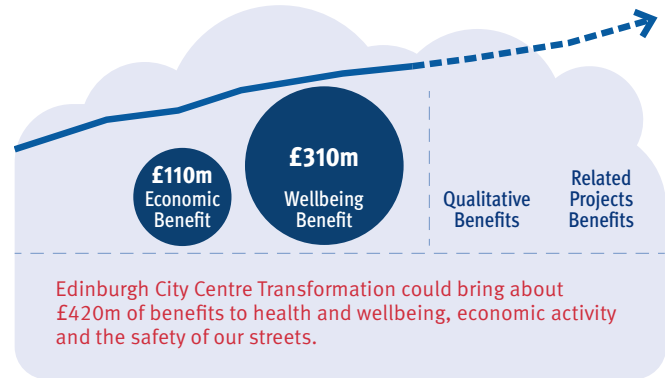 £110m
Economic
Benefit
£310m
Wellbeing
Benefit
Qualitative
Benefits
Related
Projects
Benefits
Edinburgh City Centre Transformation could bring about
£420m of benefits to health and wellbeing, economic activity
and the safety of our streets.